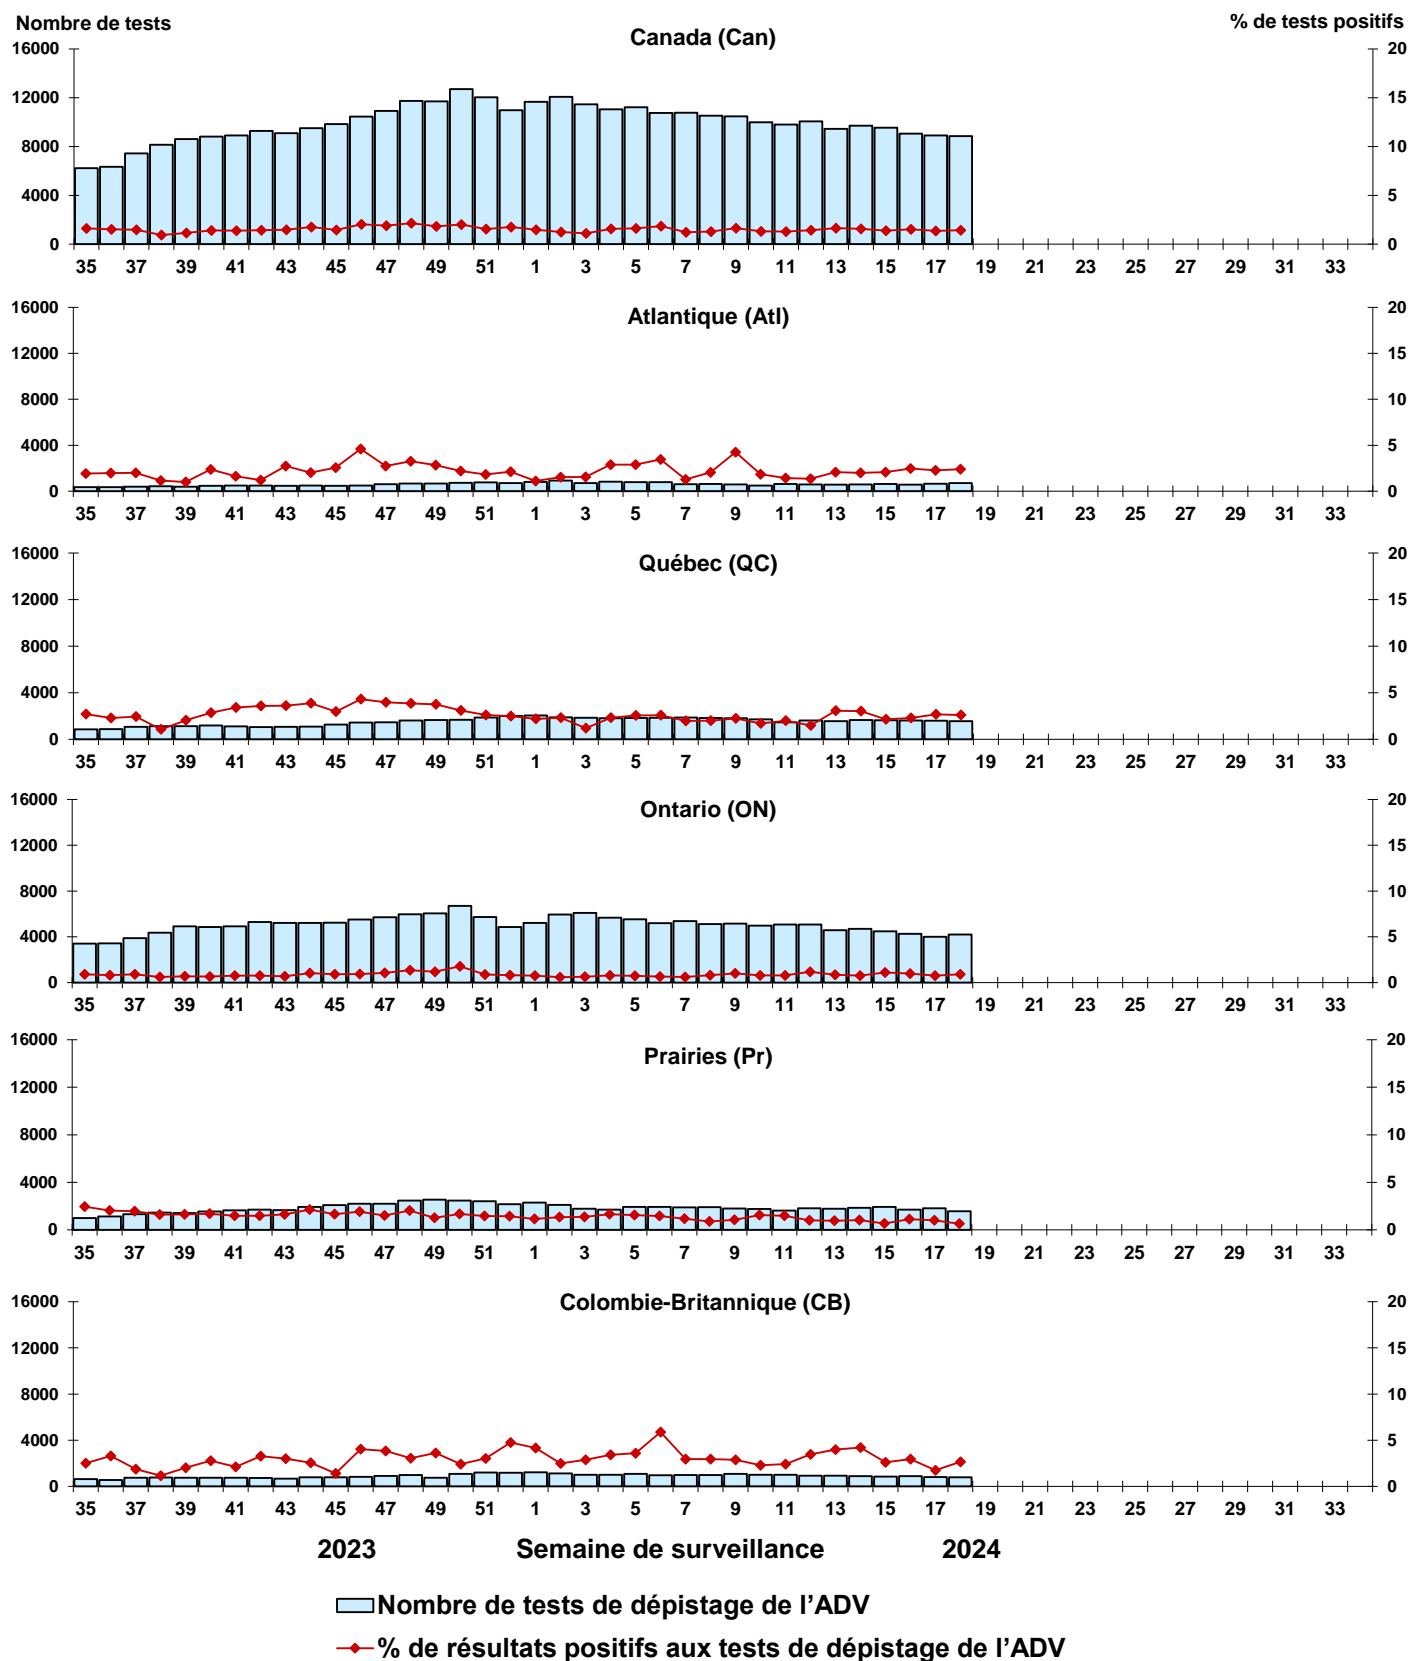 Nombre de tests % de tests positifs
Canada (Can)
16000 20
12000 15
8000 10
4000 5
0 0
35 37 39 41 43 45 47 49 51 1 3 5 7 9 11 13 15 17 19 21 23 25 27 29 31 33
Atlantique (Atl)
16000 20
12000 15
8000 10
4000 5
0 0
35 37 39 41 43 45 47 49 51 1 3 5 7 9 11 13 15 17 19 21 23 25 27 29 31 33
Québec (QC)
16000 20
12000 15
8000 10
4000 5
0 0
35 37 39 41 43 45 47 49 51 1 3 5 7 9 11 13 15 17 19 21 23 25 27 29 31 33
Ontario (ON)
16000 20
12000 15
8000 10
4000 5
0 0
35 37 39 41 43 45 47 49 51 1 3 5 7 9 11 13 15 17 19 21 23 25 27 29 31 33
Prairies (Pr)
16000 20
12000 15
8000 10
4000 5
0 0
35 37 39 41 43 45 47 49 51 1 3 5 7 9 11 13 15 17 19 21 23 25 27 29 31 33
Colombie-Britannique (CB)
16000 20
12000 15
8000 10
4000 5
0 0
35 37 39 41 43 45 47 49 51 1 3 5 7 9 11 13 15 17 19 21 23 25 27 29 31 33
2023 Semaine de surveillance 2024
Nombre de tests de dépistage de l’ADV
% de résultats positifs aux tests de dépistage de l’ADV